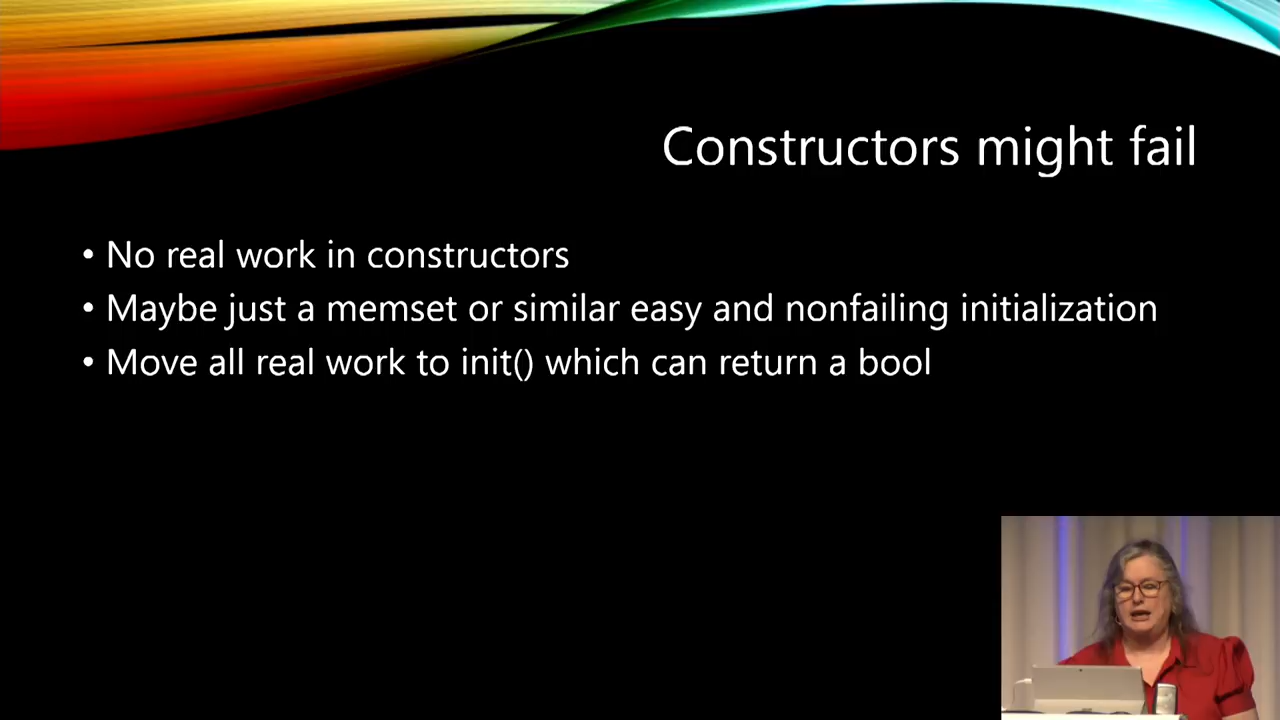 Constructors might fail
• No real work in constructors
• Maybe just a memset or similar easy and nonfailing initialization
• Move all real work to init() which can return a bool